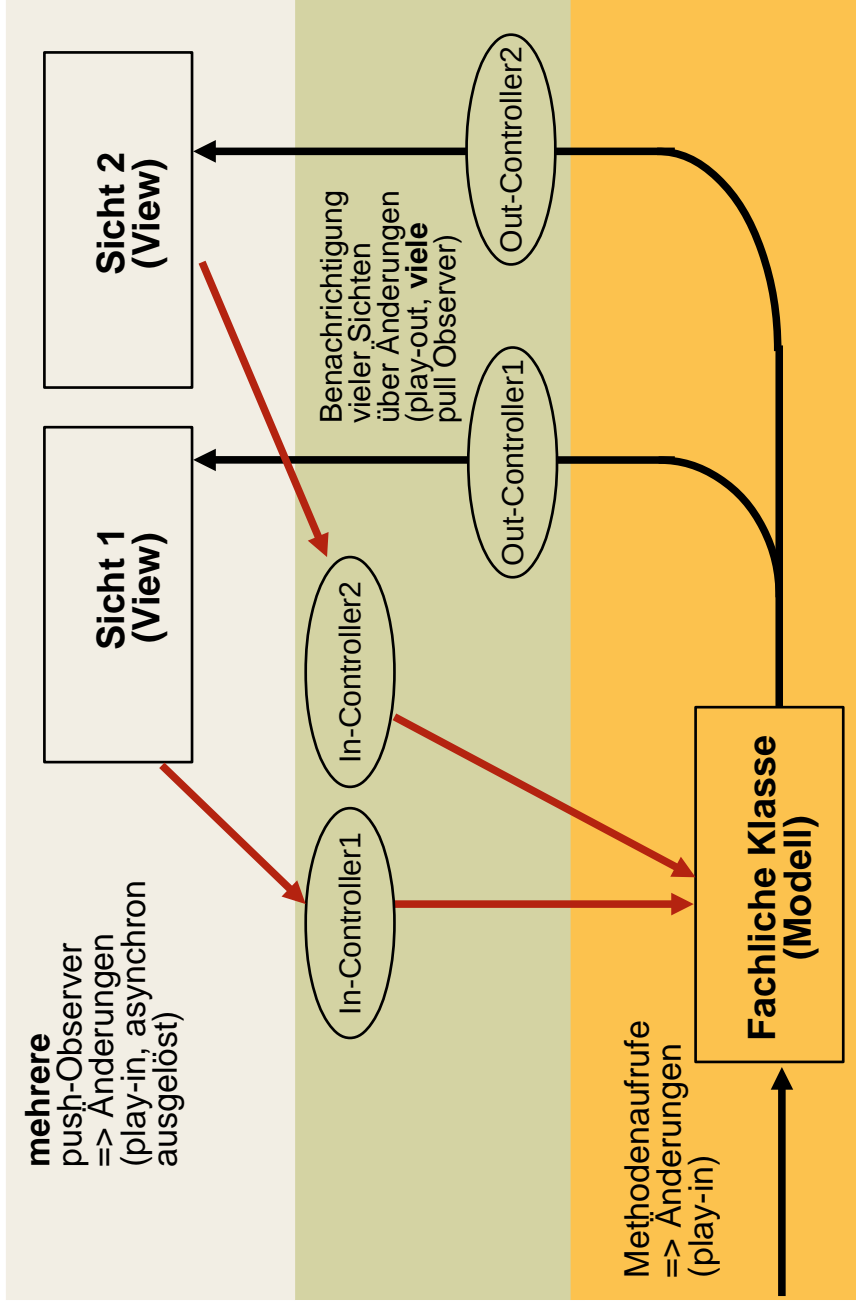 mehrere
push-Observer
=> Änderungen
(play-in, asynchron
ausgelöst)
Sicht 1
(View)
Sicht 2
(View)
In-Controller1
In-Controller2
Benachrichtigung
vieler Sichten
über Änderungen
(play-out, viele
pull Observer)
Out-Controller1
Out-Controller2
Methodenaufrufe
=> Änderungen
(play-in)
Fachliche Klasse
(Modell)